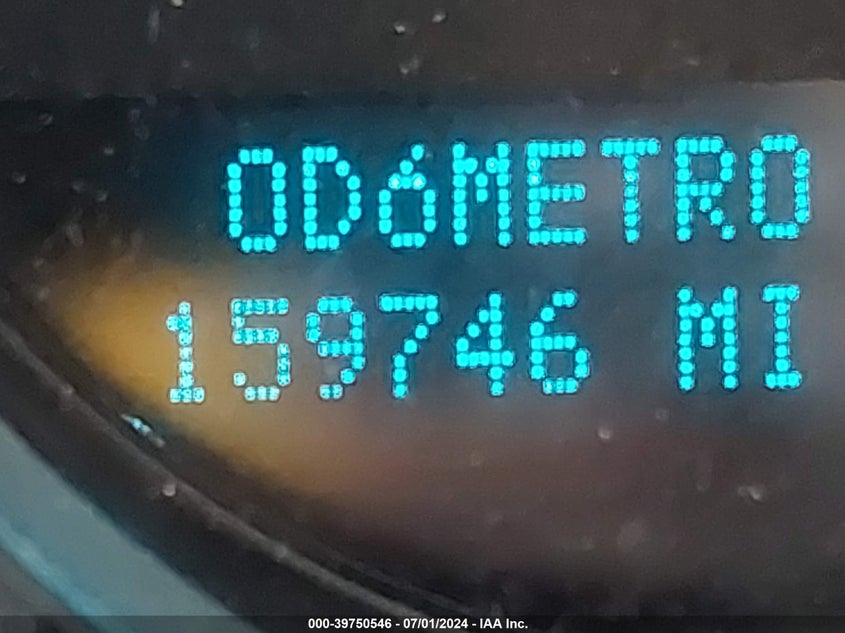 ODóMETRO
159746 MI
000-39750546 - 07/01/2024 - IAA Inc.